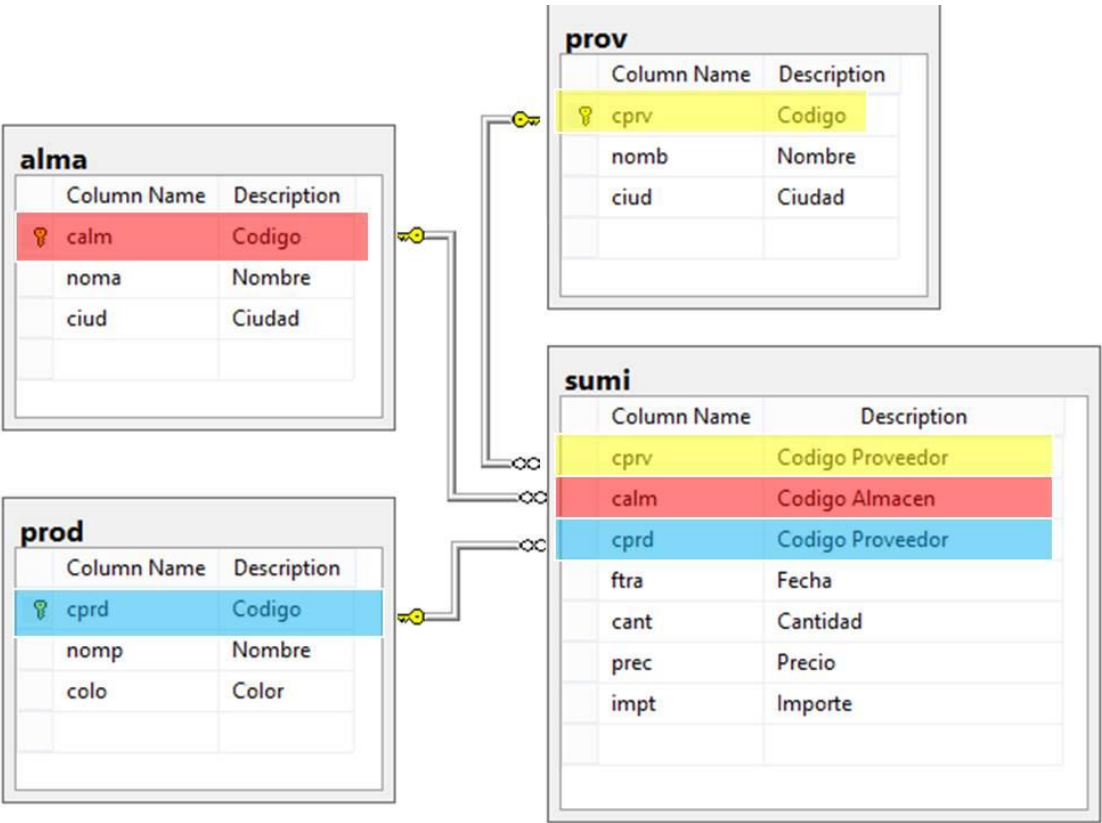 prov
Column Name Description
cprv Codigo
nomb Nombre
ciud Ciudad
alma
Column Name Description
calm Codigo
noma Nombre
ciud Ciudad
sumi
Column Name Description
cprv Codigo Proveedor
calm Codigo Almacen
cprd Codigo Proveedor
ftra Fecha
cant Cantidad
prec Precio
impt Importe
prod
Column Name Description
cprd Codigo
nomp Nombre
colo Color